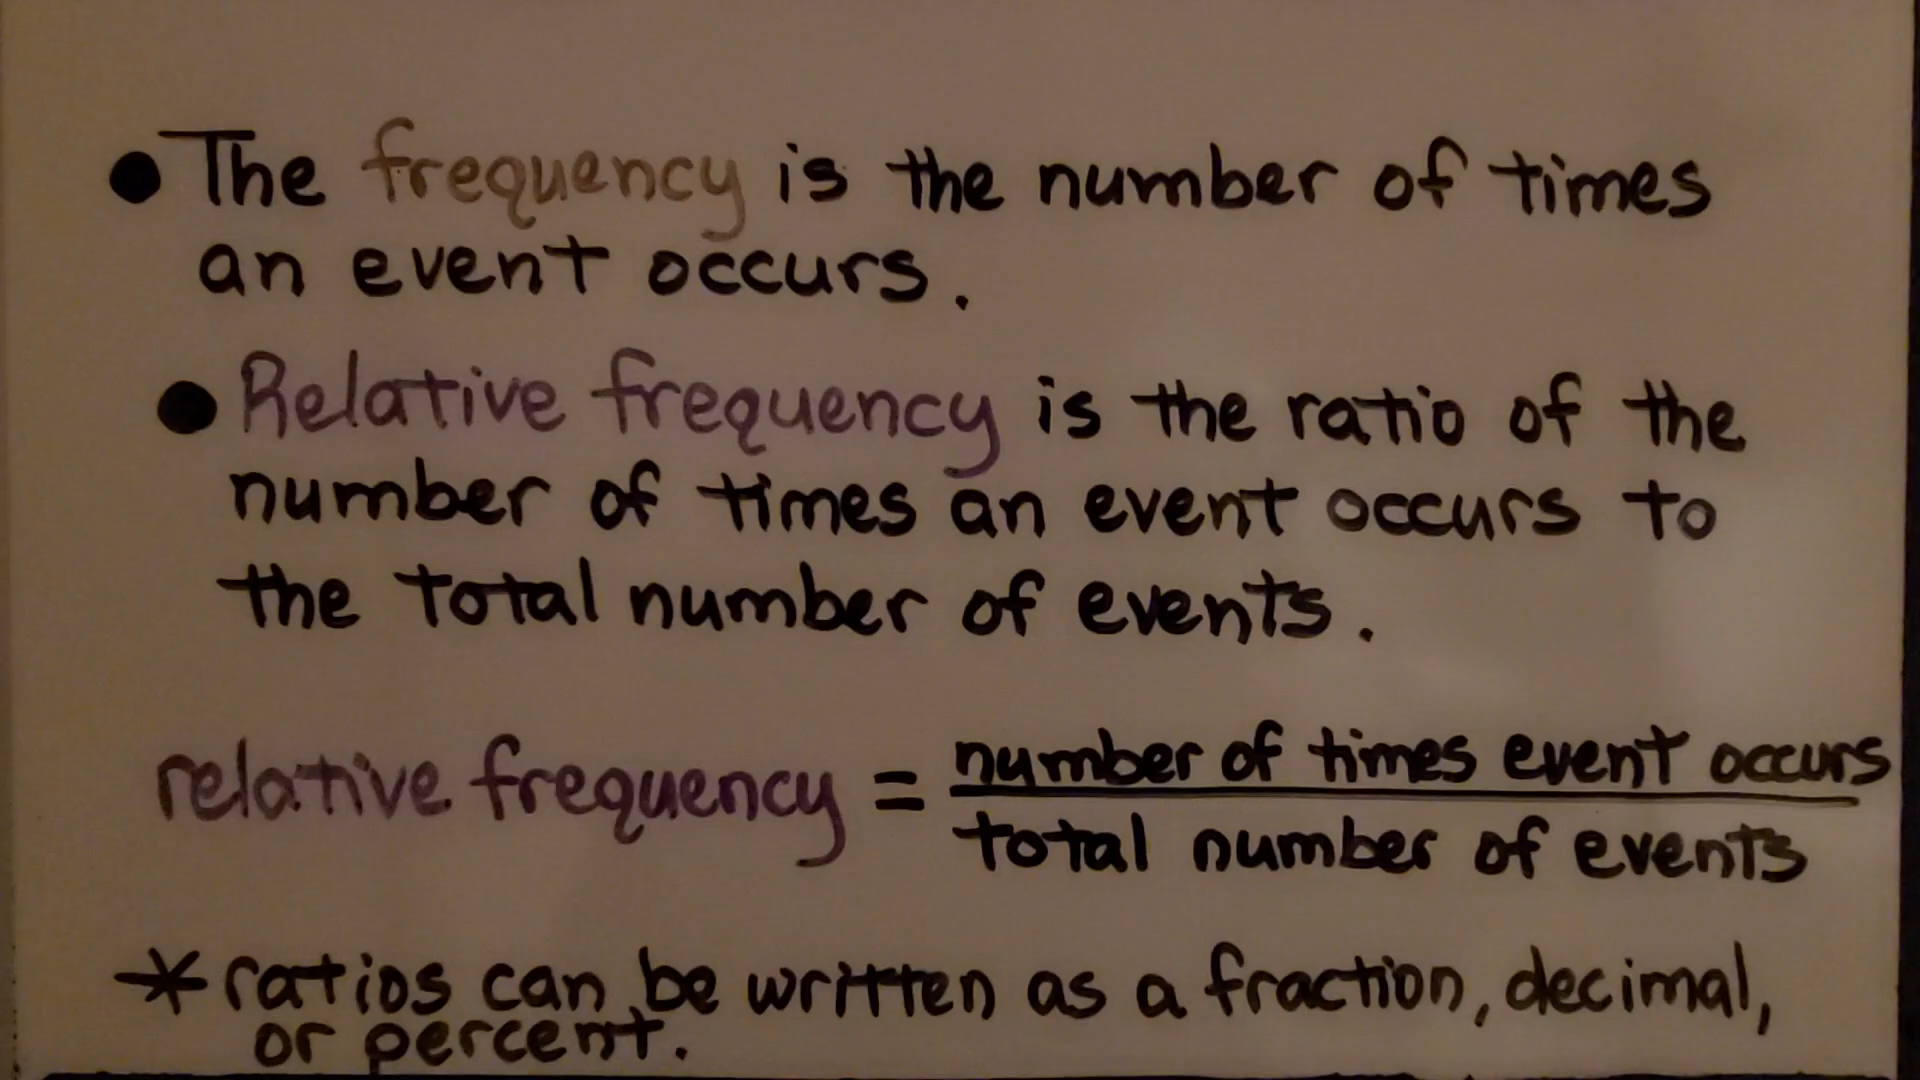 • The frequency is the number of times
an event occurs.
• Relative frequency is the ratio of the
number of times an event occurs to
the total number of events.
relative frequency = number of times event occurs
total number of events
* ratios can be written as a fraction, decimal,
or percent.